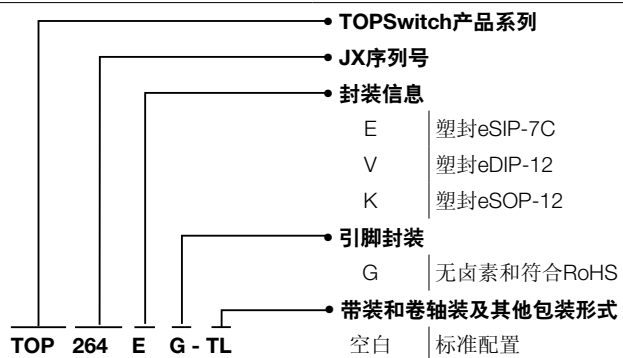 TOPSwitch产品系列
JX序列号
封装信息
E 塑封eSIP-7C
V 塑封eDIP-12
K 塑封eSOP-12
引脚封装
G 无卤素和符合RoHS
带装和卷轴装及其他包装形式
空白 标准配置
TOP 264 E G - TL